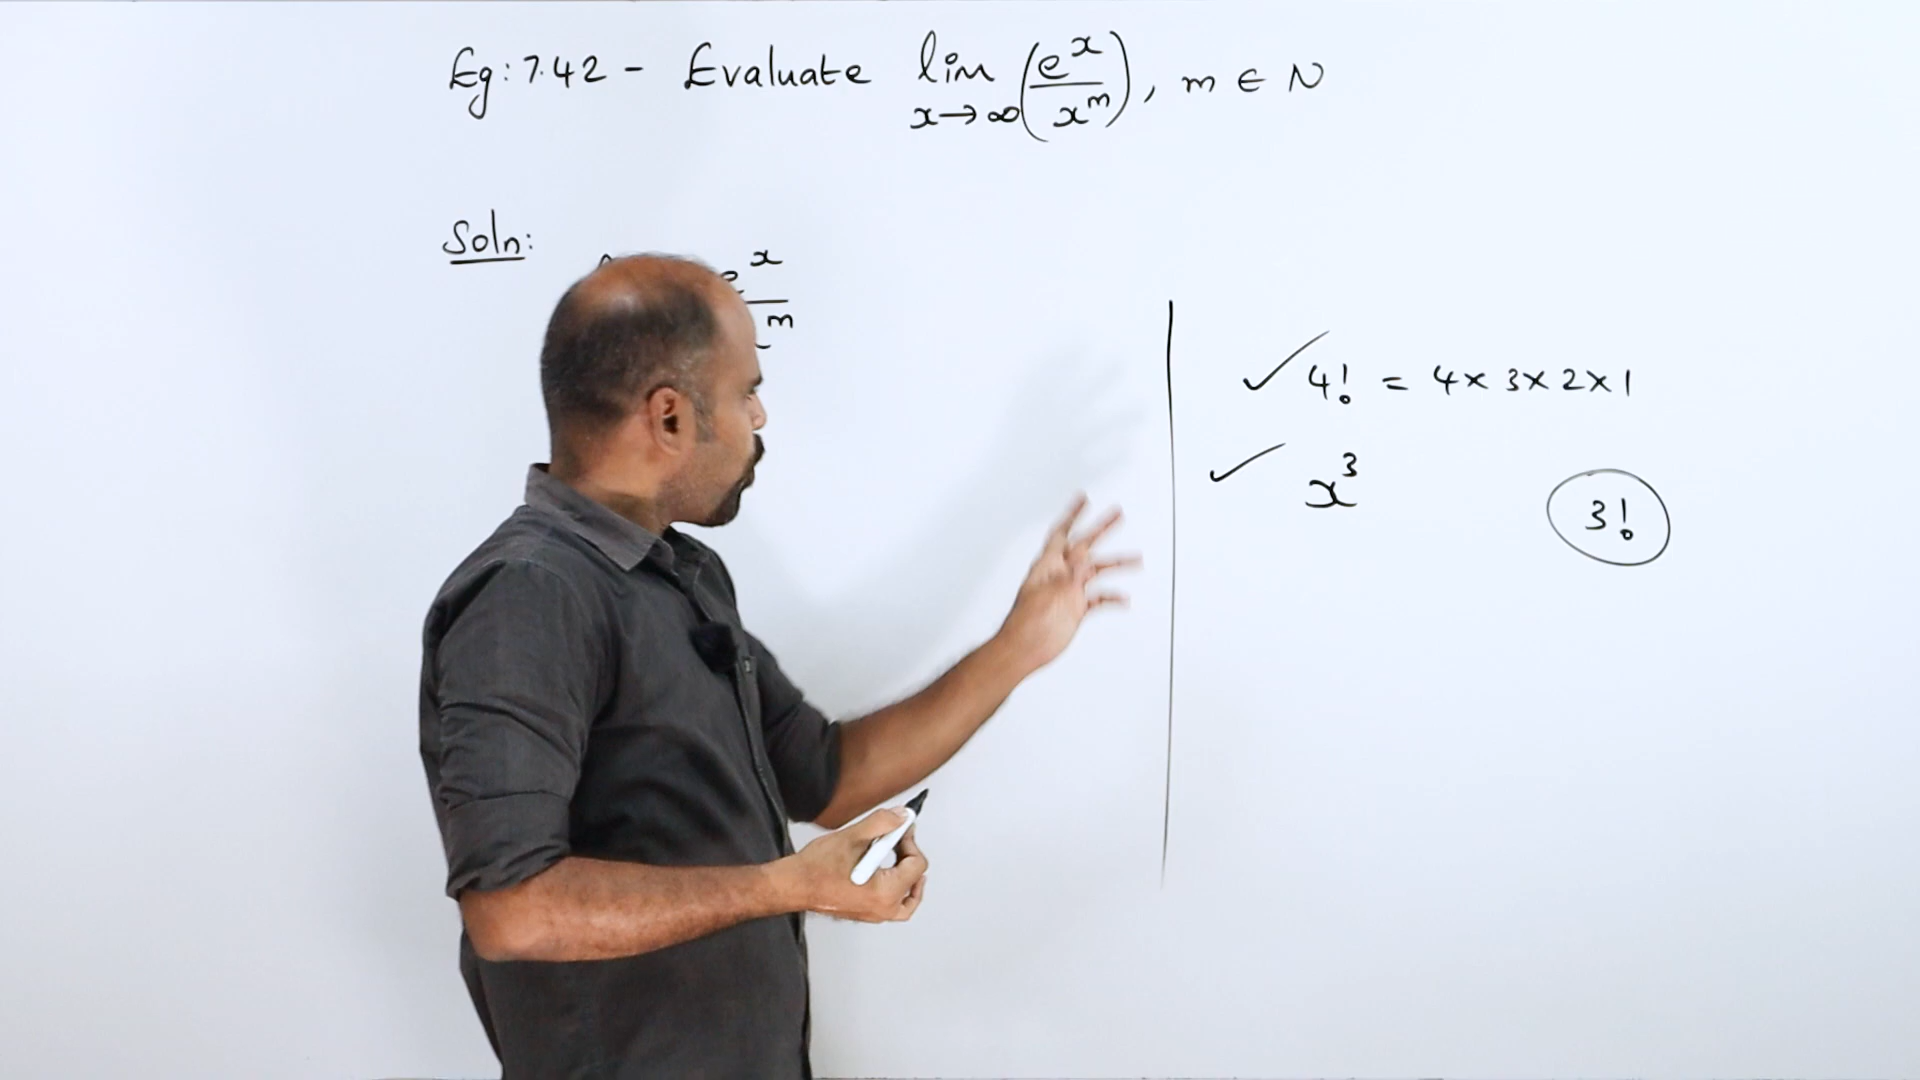 Eg: 7.42 - Evaluate lim x→∞ (e^x / x^m), m ∈ N
Soln:
e^x
m
4! = 4 x 3 x 2 x 1
x^3
3!